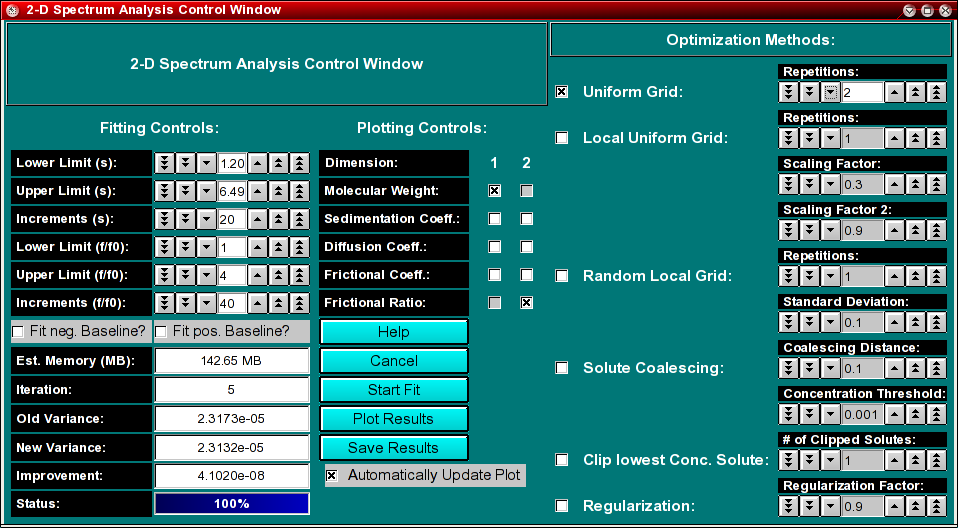 2-D Spectrum Analysis Control Window
2-D Spectrum Analysis Control Window
Fitting Controls:
Lower Limit (s): 1.20
Upper Limit (s): 6.49
Increments (s): 20
Lower Limit (f/f0): 1
Upper Limit (f/f0): 4
Increments (f/f0): 40
Fit neg. Baseline? Fit pos. Baseline?
Est. Memory (MB): 142.65 MB
Iteration: 5
Old Variance: 2.3173e-05
New Variance: 2.3132e-05
Improvement: 4.1020e-08
Status: 100%
Plotting Controls:
Dimension: 1 2
Molecular Weight:
Sedimentation Coeff.:
Diffusion Coeff.:
Frictional Coeff.:
Frictional Ratio:
Help
Cancel
Start Fit
Plot Results
Save Results
Automatically Update Plot
Optimization Methods:
Repetitions:
Uniform Grid: 2
Repetitions:
Local Uniform Grid: 1
Scaling Factor:
0.3
Scaling Factor 2:
0.9
Repetitions:
Random Local Grid: 1
Standard Deviation:
0.1
Coalescing Distance:
Solute Coalescing: 0.1
Concentration Threshold:
0.001
# of Clipped Solutes:
Clip lowest Conc. Solute: 1
Regularization Factor:
Regularization: 0.9